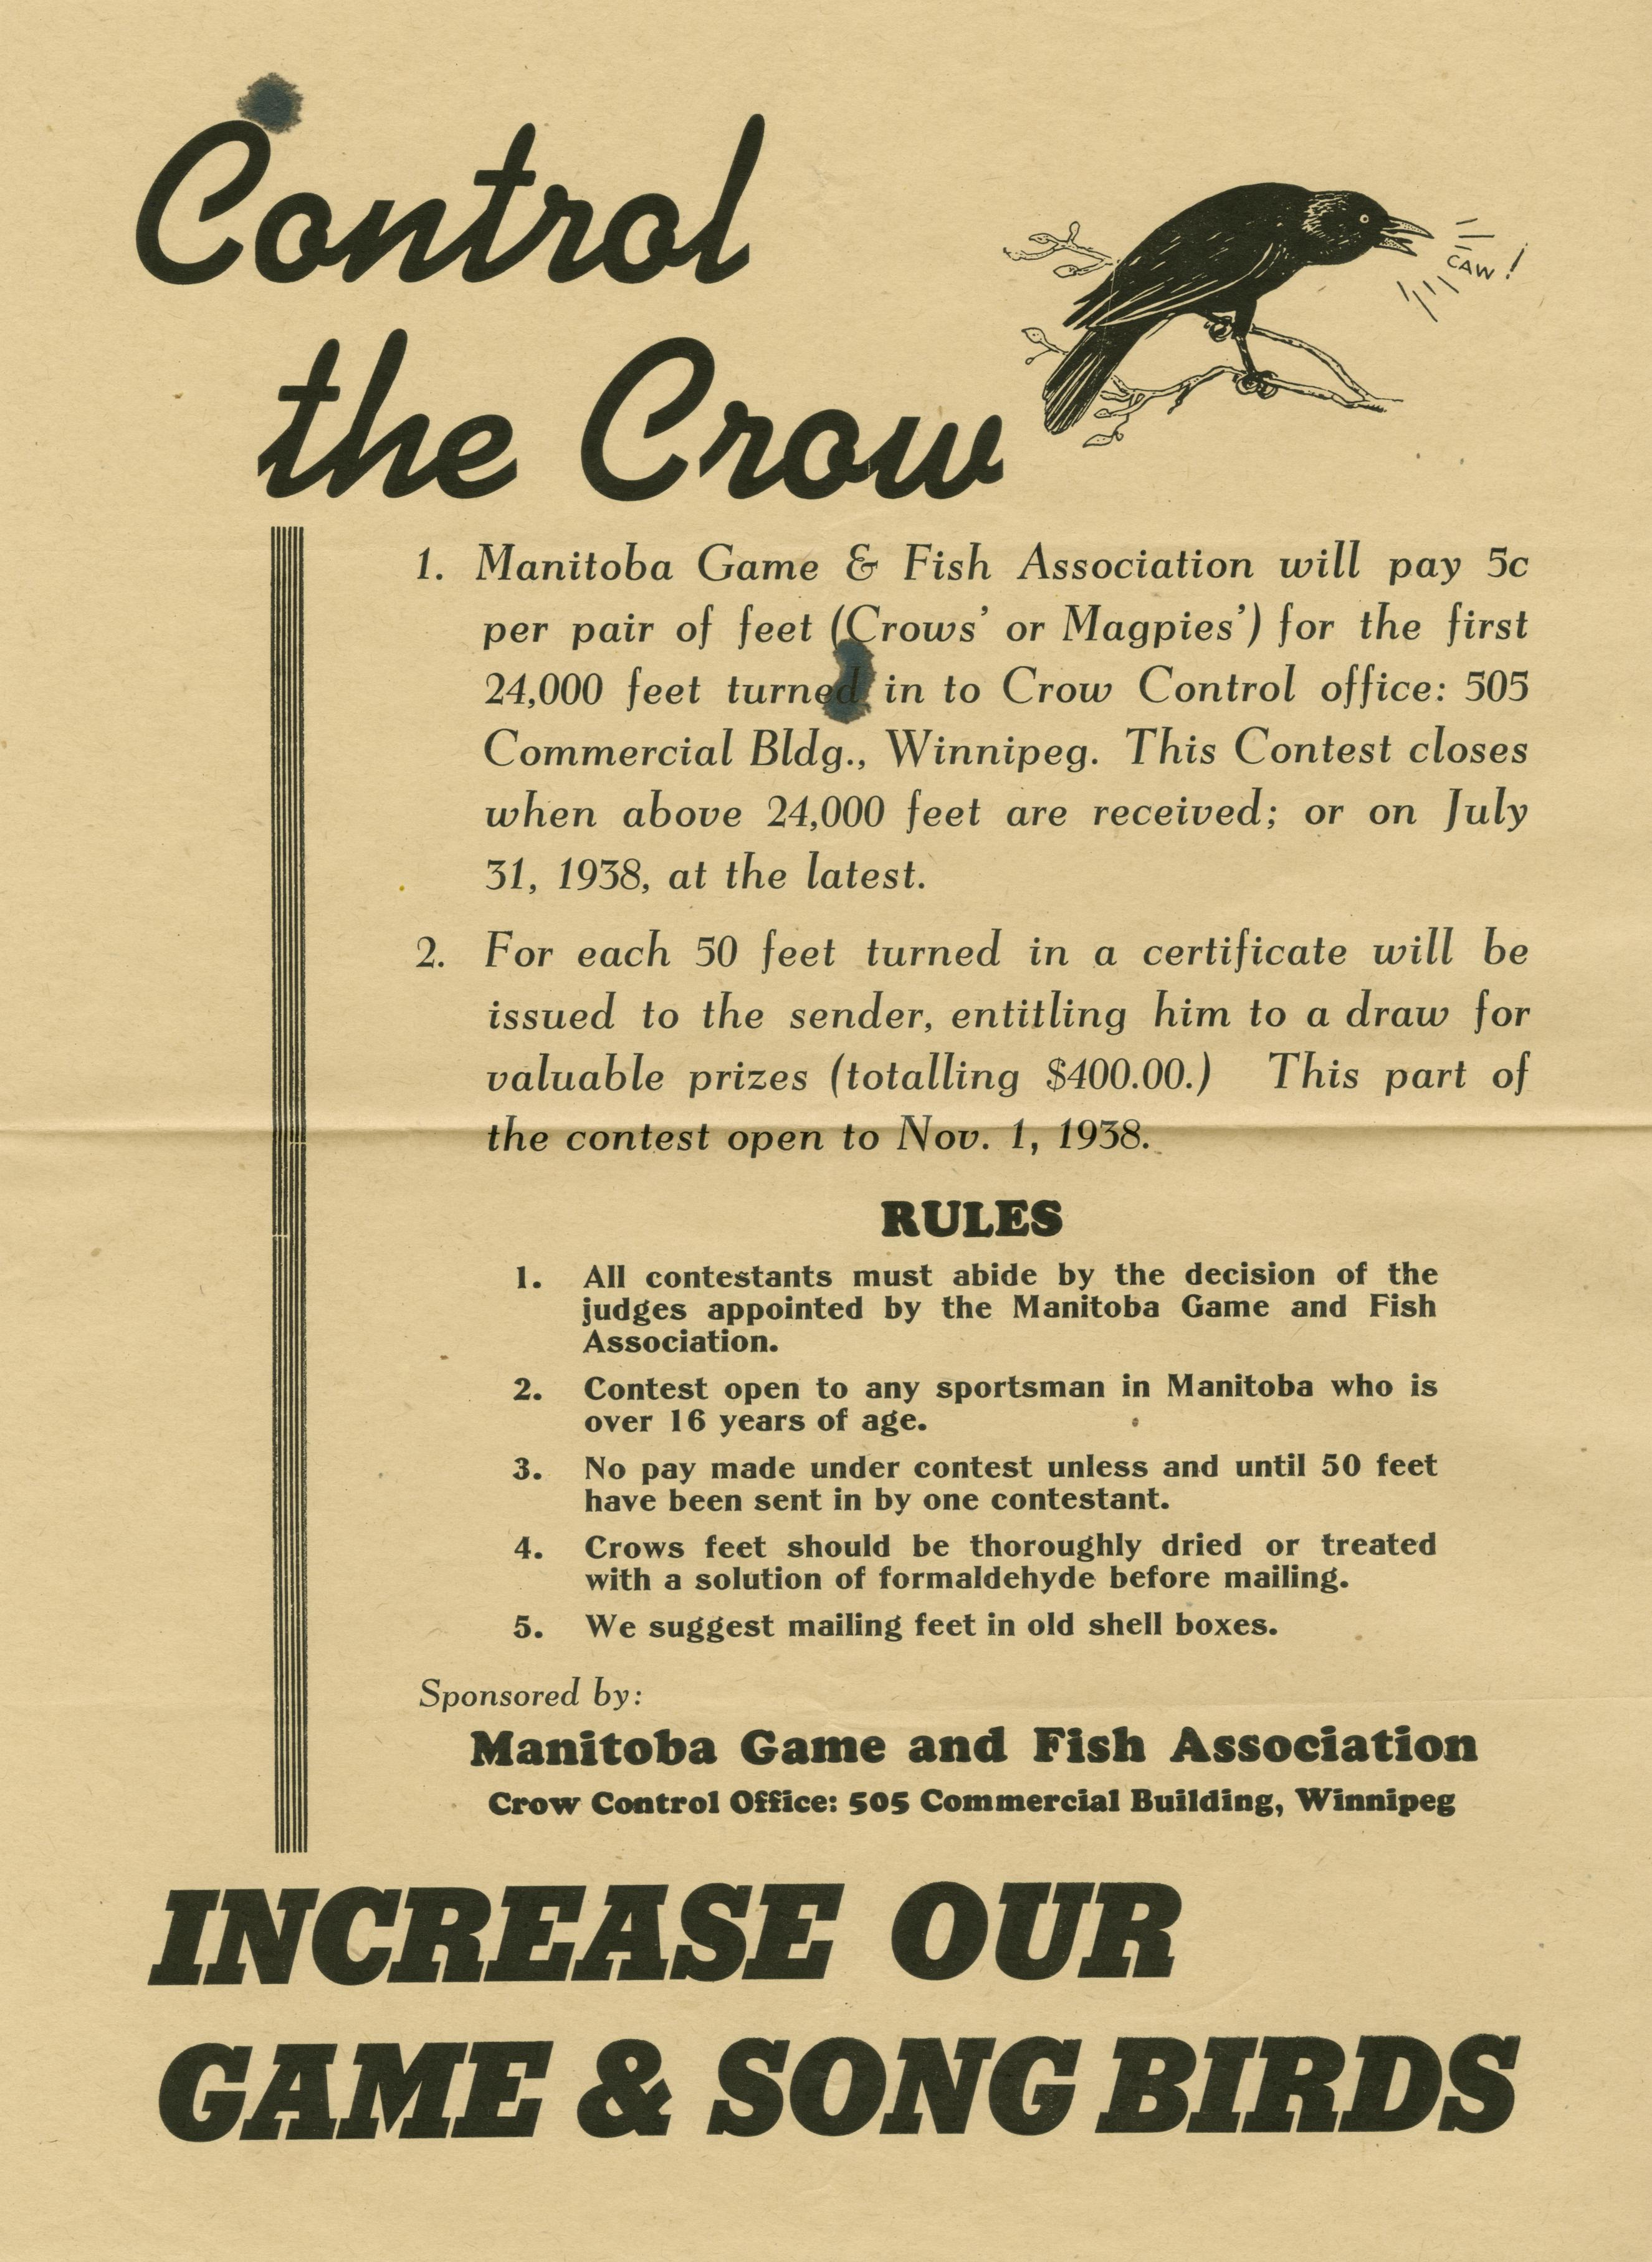 Control
the Crow
CAW!
1. Manitoba Game & Fish Association will pay 5c
per pair of feet (Crows' or Magpies') for the first
24,000 feet turned in to Crow Control office: 505
Commercial Bldg., Winnipeg. This Contest closes
when above 24,000 feet are received; or on July
31, 1938, at the latest.
2. For each 50 feet turned in a certificate will be
issued to the sender, entitling him to a draw for
valuable prizes (totalling $400.00.) This part of
the contest open to Nov. 1, 1938.
RULES
1. All contestants must abide by the decision of the
judges appointed by the Manitoba Game and Fish
Association.
2. Contest open to any sportsman in Manitoba who is
over 16 years of age.
3. No pay made under contest unless and until 50 feet
have been sent in by one contestant.
4. Crows feet should be thoroughly dried or treated
with a solution of formaldehyde before mailing.
5. We suggest mailing feet in old shell boxes.
Sponsored by:
Manitoba Game and Fish Association
Crow Control Office: 505 Commercial Building, Winnipeg
INCREASE OUR
GAME & SONG BIRDS